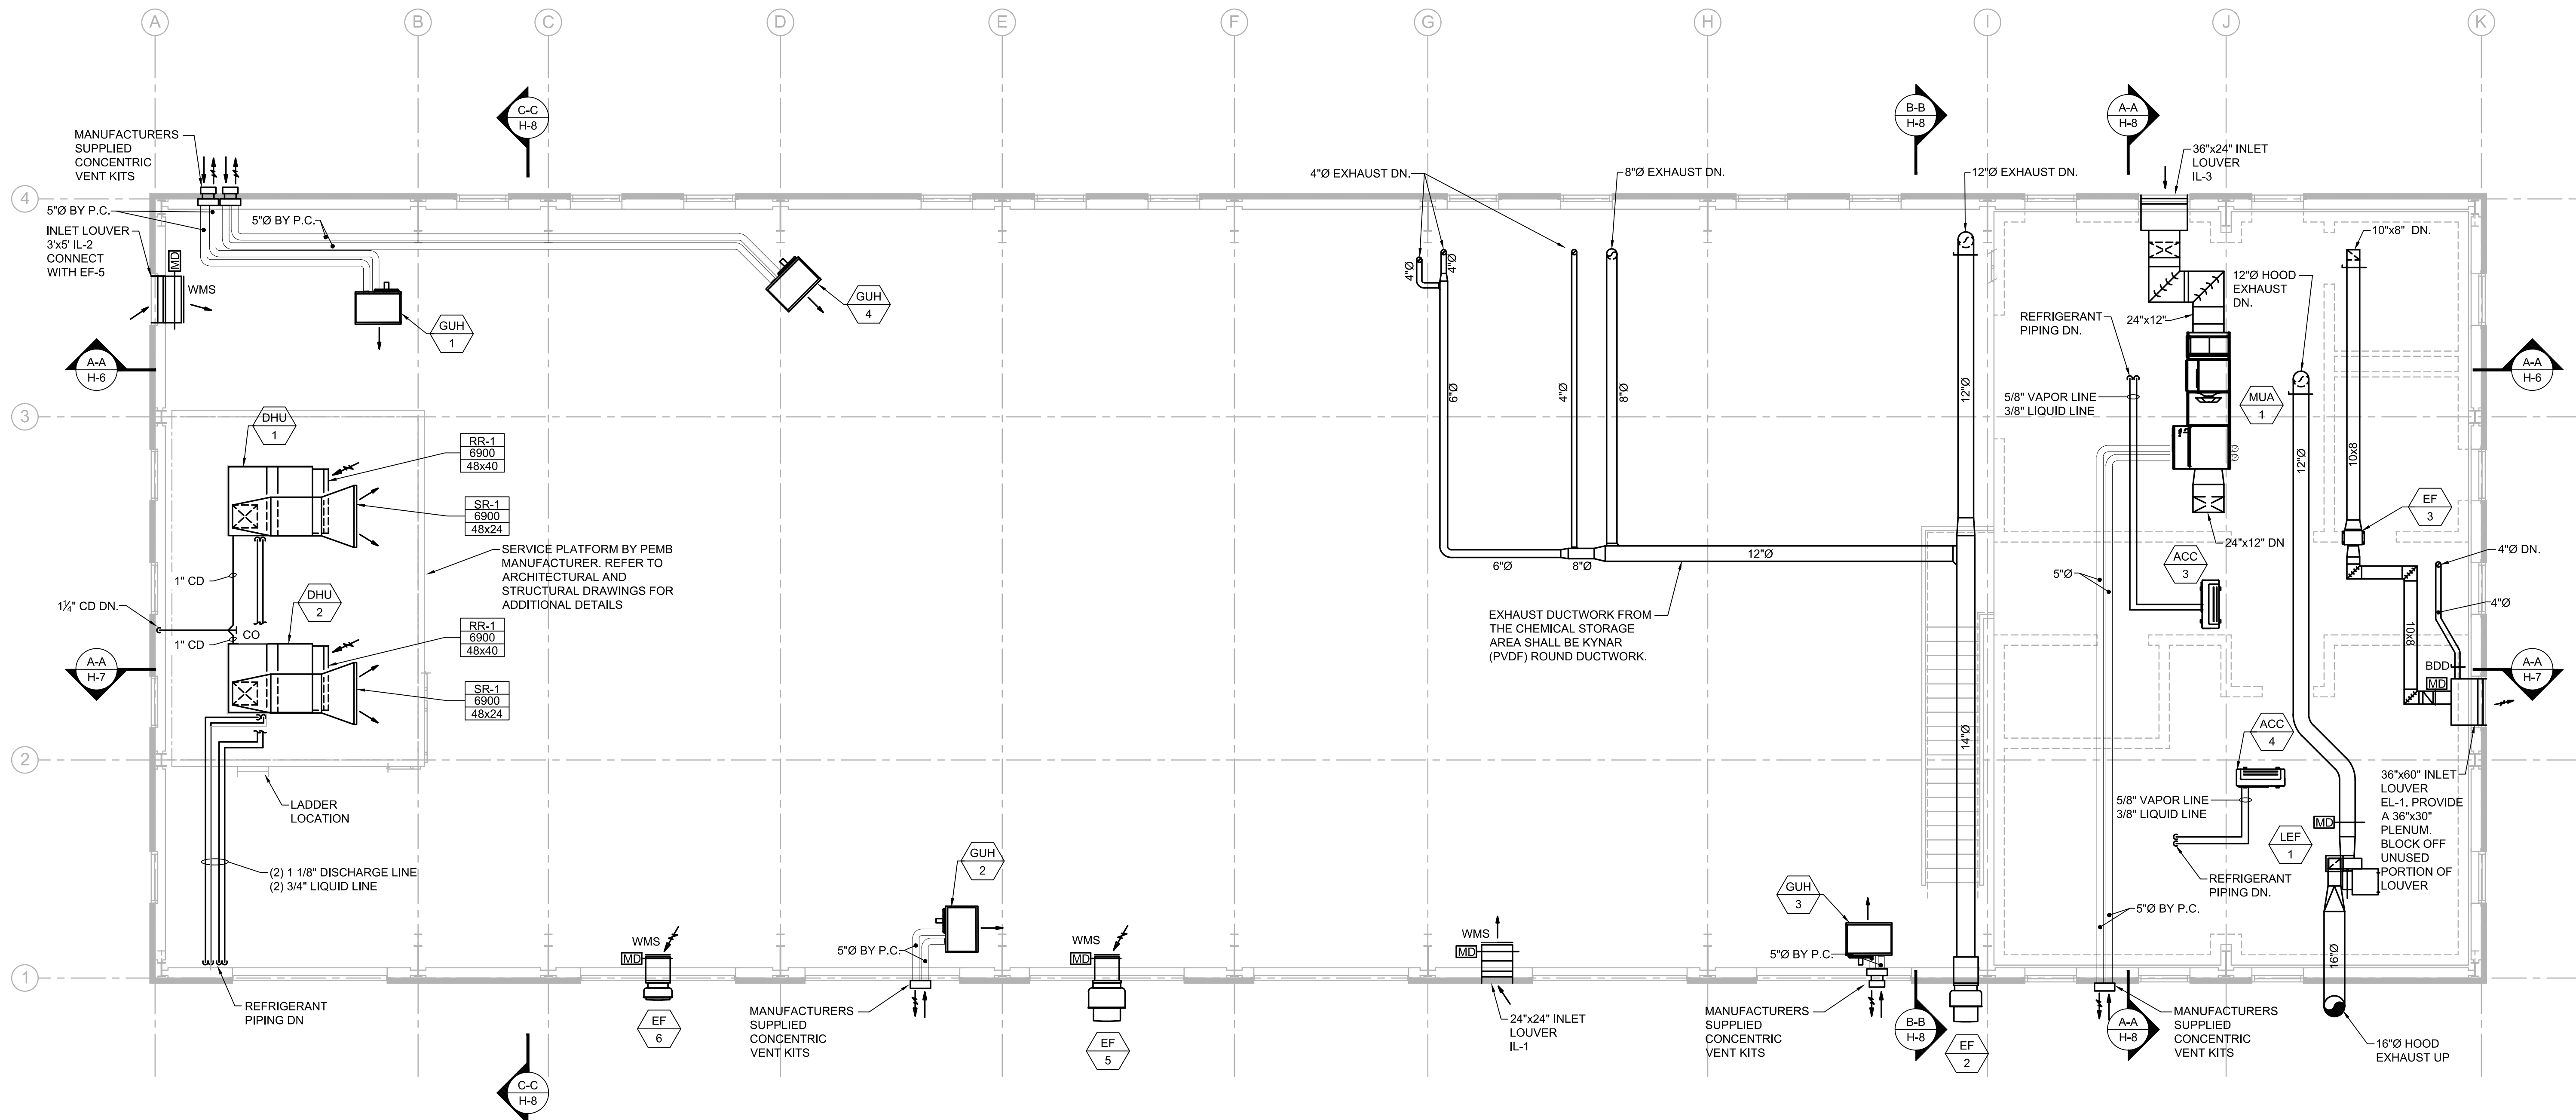 A
B
C
D
E
F
G
H
I
J
K
C-C
H-8
B-B
H-8
A-A
H-8
MANUFACTURERS
SUPPLIED
CONCENTRIC
VENT KITS
4"Ø EXHAUST DN.
8"Ø EXHAUST DN.
12"Ø EXHAUST DN.
36"x24" INLET
LOUVER
IL-3
4
5"Ø BY P.C.
5"Ø BY P.C.
INLET LOUVER
3'x5' IL-2
CONNECT
WITH EF-5
MD
WMS
GUH
1
GUH
4
4"Ø
4"Ø
10"x8" DN.
12"Ø HOOD
EXHAUST
DN.
REFRIGERANT
PIPING DN.
24"x12"
A-A
H-6
A-A
H-6
6"Ø
4"Ø
8"Ø
12"Ø
5/8" VAPOR LINE
3/8" LIQUID LINE
MUA
1
3
DHU
1
RR-1
6900
48x40
12"Ø
10x8
SR-1
6900
48x24
EF
3
SERVICE PLATFORM BY PEMB
MANUFACTURER. REFER TO
ARCHITECTURAL AND
STRUCTURAL DRAWINGS FOR
ADDITIONAL DETAILS
24"x12" DN
4"Ø DN.
12"Ø
6"Ø
8"Ø
ACC
3
5"Ø
1" CD
DHU
2
1¼" CD DN.
CO
1" CD
4"Ø
EXHAUST DUCTWORK FROM
THE CHEMICAL STORAGE
AREA SHALL BE KYNAR
(PVDF) ROUND DUCTWORK.
RR-1
6900
48x40
10x8
A-A
H-7
BDD
MD
A-A
H-7
SR-1
6900
48x24
14"Ø
ACC
4
2
36"x60" INLET
LOUVER
EL-1. PROVIDE
A 36"x30"
PLENUM.
BLOCK OFF
UNUSED
PORTION OF
LOUVER
LADDER
LOCATION
5/8" VAPOR LINE
3/8" LIQUID LINE
MD
LEF
1
(2) 1 1/8" DISCHARGE LINE
(2) 3/4" LIQUID LINE
GUH
2
GUH
3
REFRIGERANT
PIPING DN.
5"Ø BY P.C.
WMS
MD
5"Ø BY P.C.
WMS
MD
WMS
MD
5"Ø BY P.C.
16"Ø
1
REFRIGERANT
PIPING DN
EF
6
MANUFACTURERS
SUPPLIED
CONCENTRIC
VENT KITS
EF
5
24"x24" INLET
LOUVER
IL-1
MANUFACTURERS
SUPPLIED
CONCENTRIC
VENT KITS
B-B
H-8
EF
2
A-A
H-8
MANUFACTURERS
SUPPLIED
CONCENTRIC
VENT KITS
16"Ø HOOD
EXHAUST UP
C-C
H-8